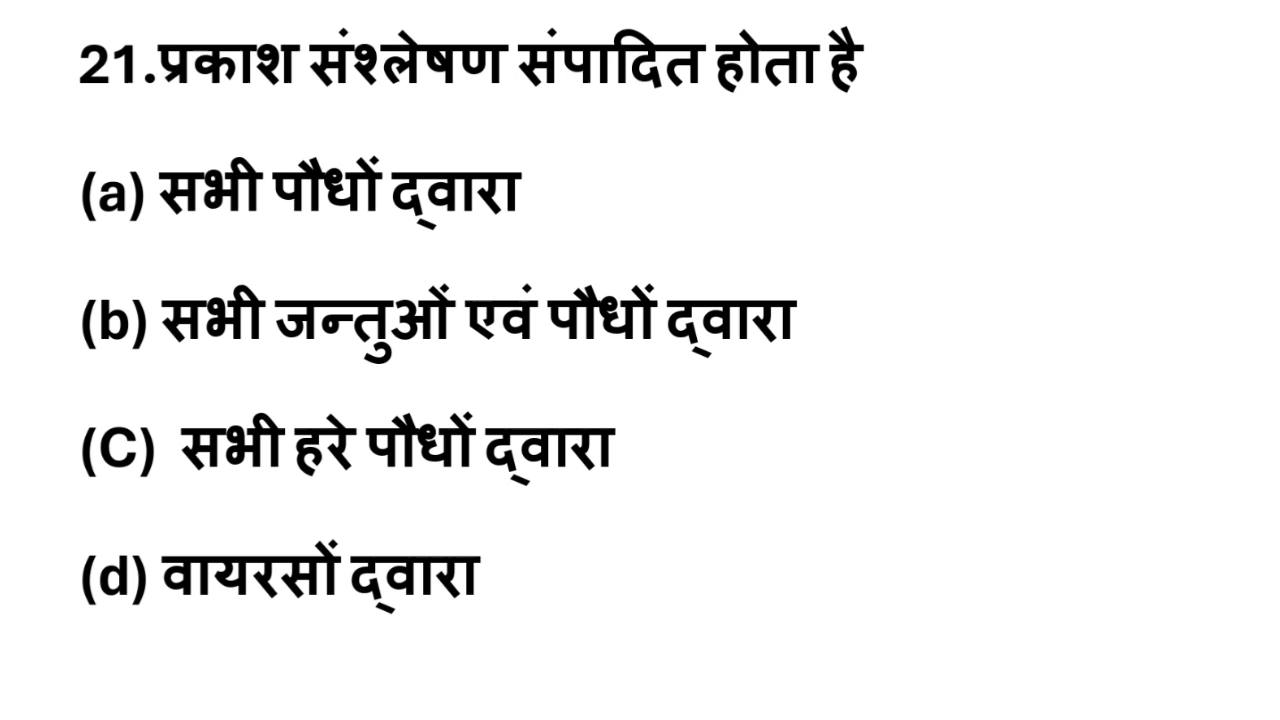 21.प्रकाश संश्लेषण संपादित होता है
(a) सभी पौधों द्वारा
(b) सभी जन्तुओं एवं पौधों द्वारा
(C) सभी हरे पौधों द्वारा
(d) वायरसों द्वारा